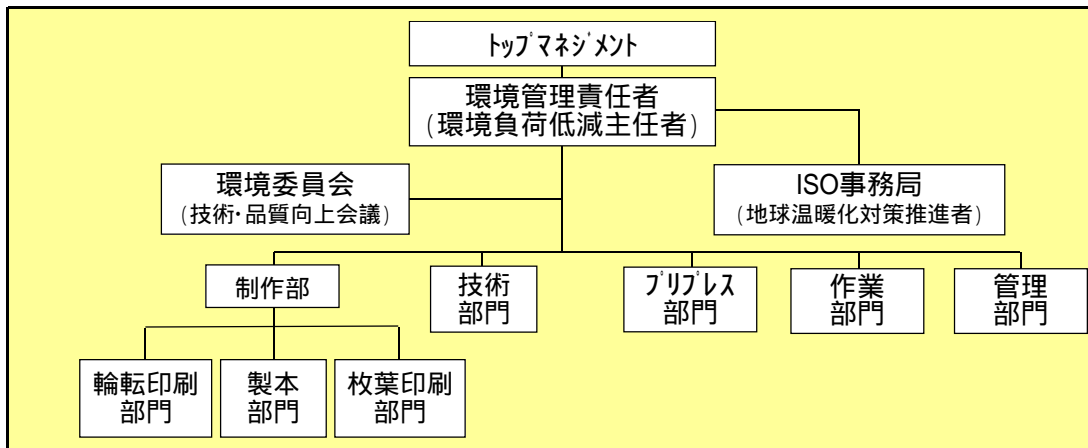 ﾄｯﾌﾟﾏﾈｼﾞﾒﾝﾄ
環境管理責任者
(環境負荷低減主任者)
環境委員会
(技術･品質向上会議)
ISO事務局
(地球温暖化対策推進者)
制作部
技術
部門
ﾌﾟﾘﾌﾟﾚｽ
部門
作業
部門
管理
部門
輪転印刷
部門
製本
部門
枚葉印刷
部門